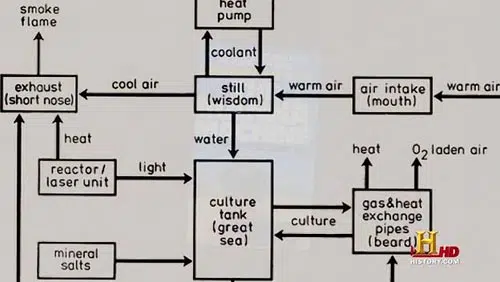 smoke
flame
heat
pump
coolant
exhaust
(short nose)
cool air
still
(wisdom)
warm air
air intake
(mouth)
warm air
heat
water
reactor/
laser unit
light
culture
tank
(great
sea)
heat
O2 laden air
culture
gas&heat
exchange
pipes
(beard)
mineral
salts
H HD
HISTORY.COM